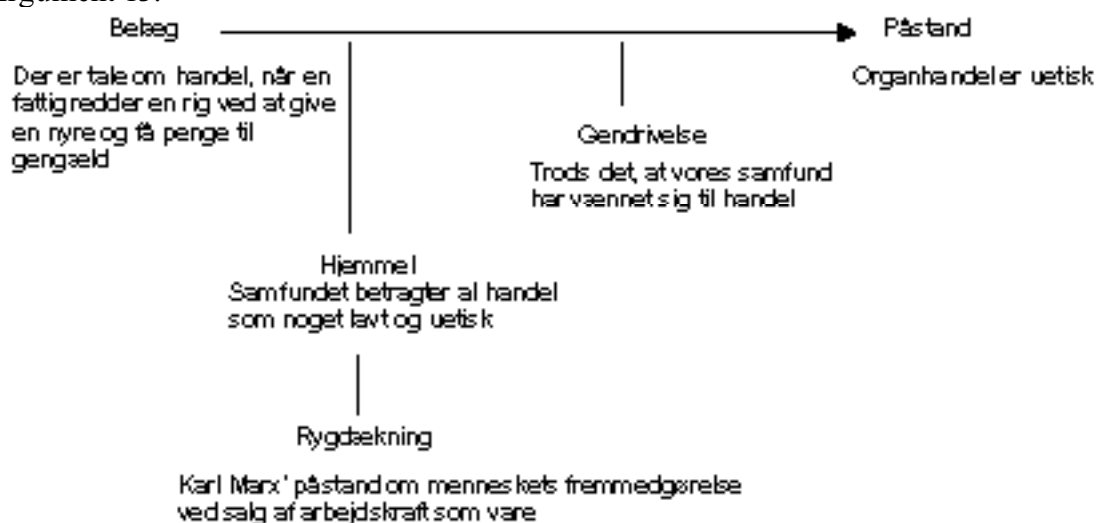 Belæg
Påstand
Der er tale om handel, når en
fattig redder en rig ved at give
en nyre og få penge til
gengæld
Organhandel er uetisk
Gendrivelse
Trods det, at vores samfund
har vænnet sig til handel
Hjemmel
Samfundet betragter al handel
som noget lavt og uetisk
Rygdækning
Karl Marx' påstand om menneskets fremmedgørelse
ved salg af arbejdskraft som vare